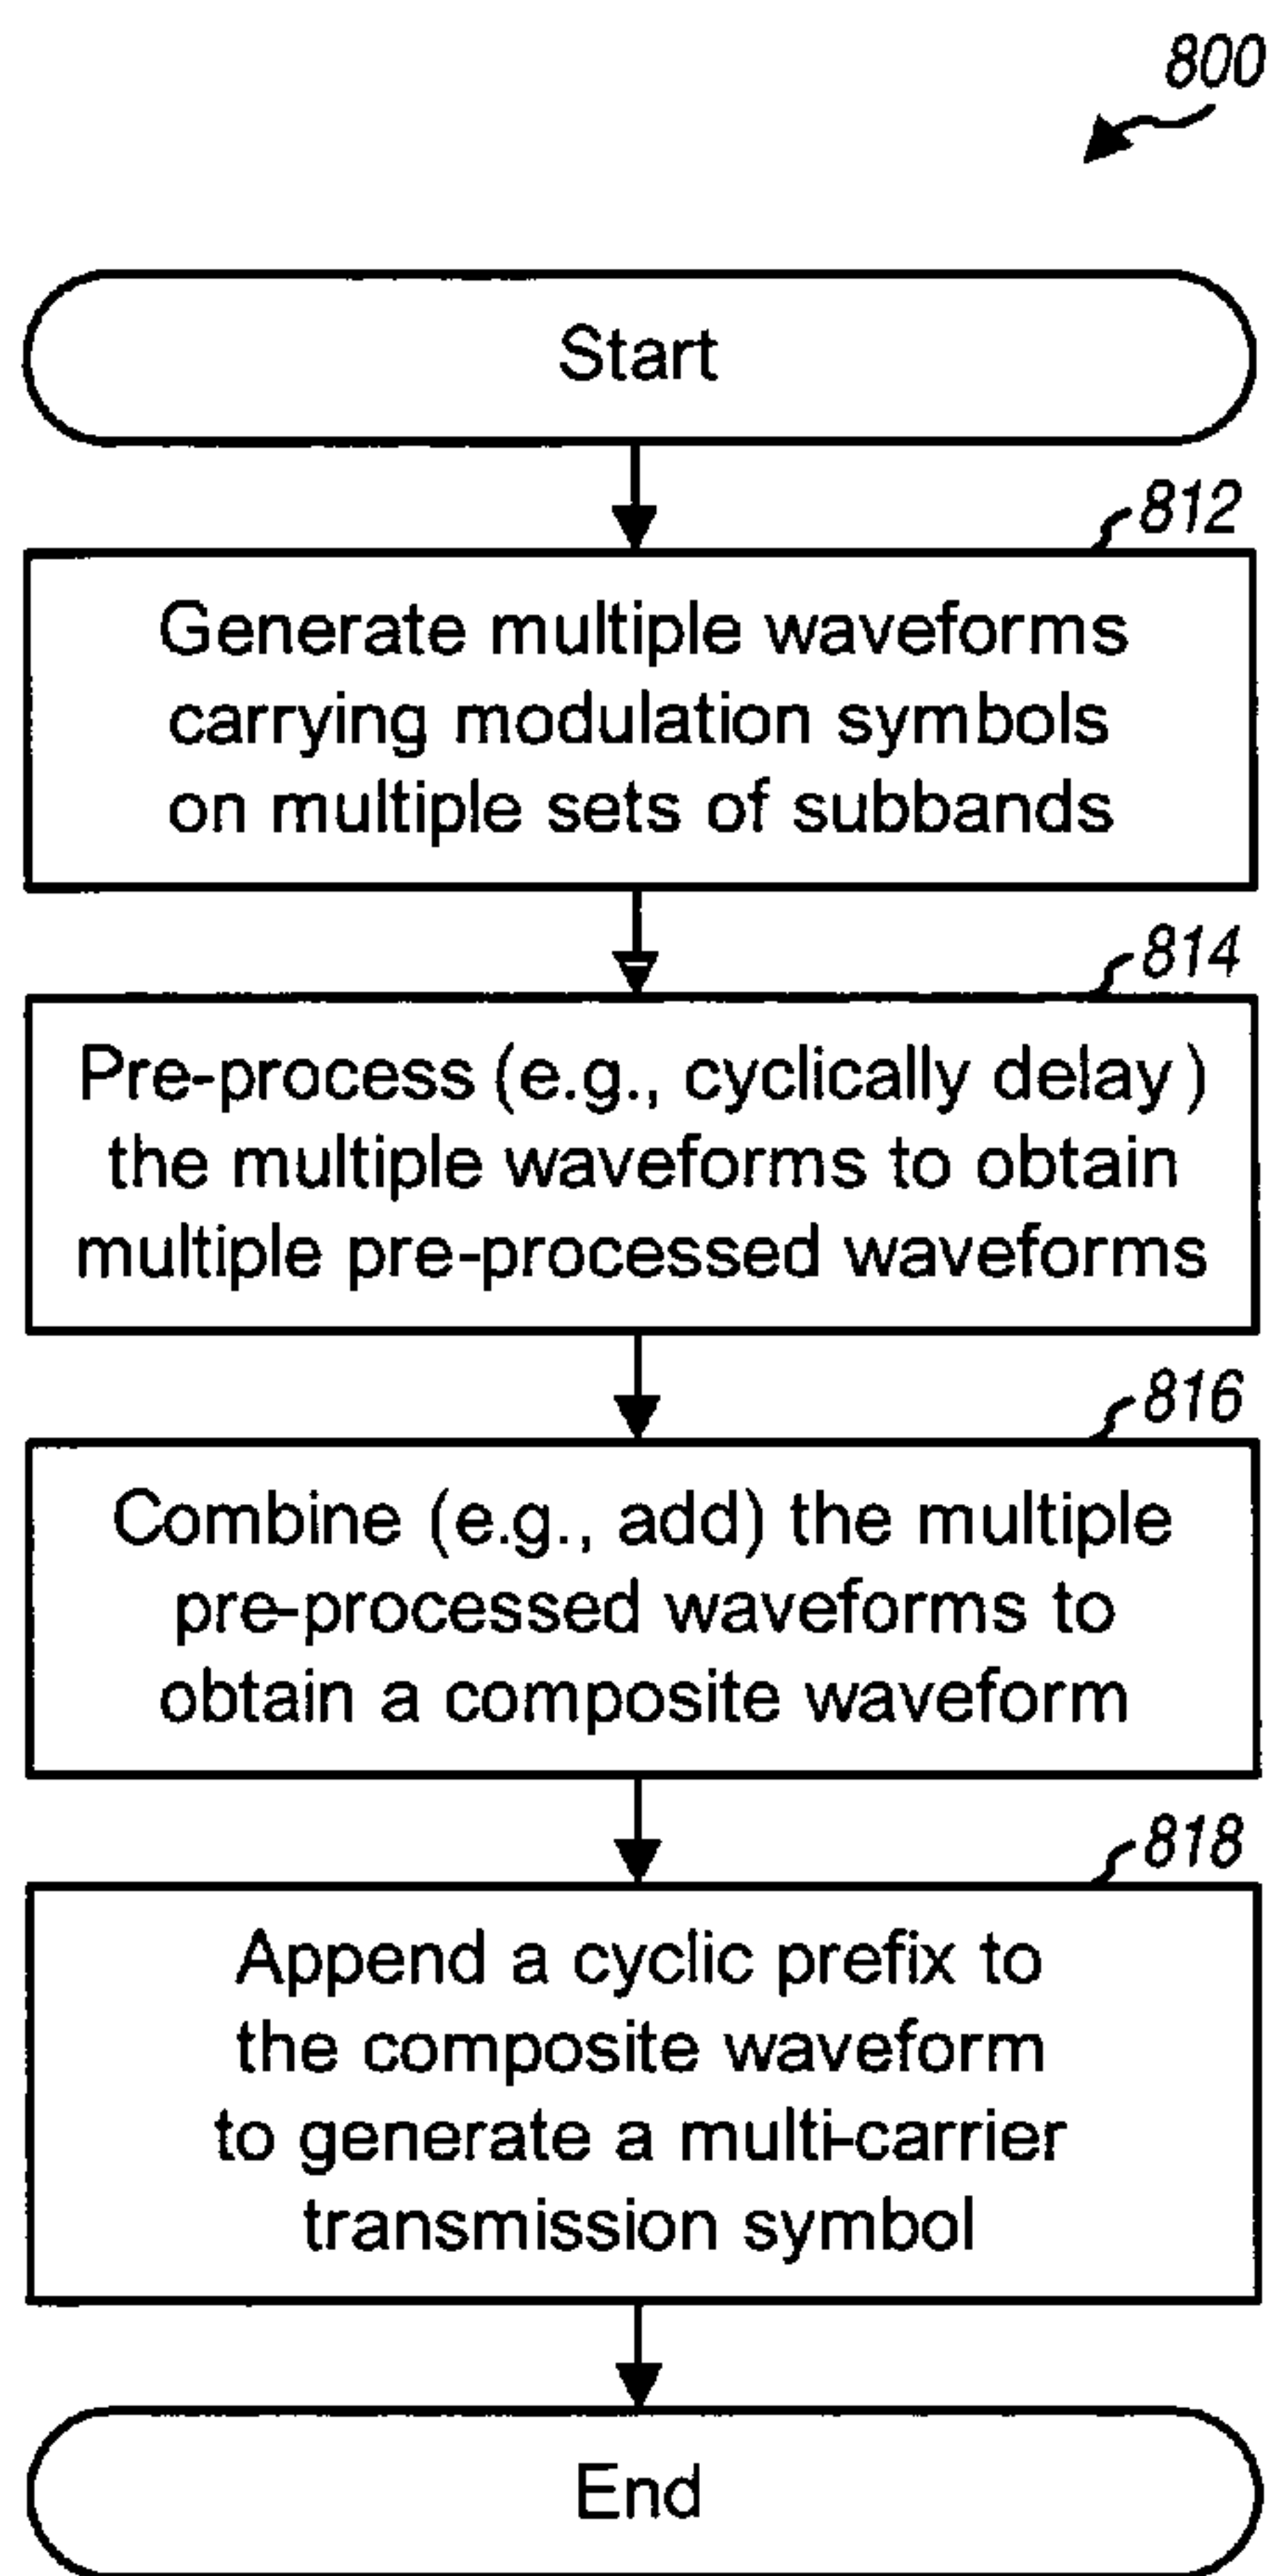 800
Start
812
Generate multiple waveforms
carrying modulation symbols
on multiple sets of subbands
814
Pre-process (e.g., cyclically delay)
the multiple waveforms to obtain
multiple pre-processed waveforms
816
Combine (e.g., add) the multiple
pre-processed waveforms to
obtain a composite waveform
818
Append a cyclic prefix to
the composite waveform
to generate a multi-carrier
transmission symbol
End